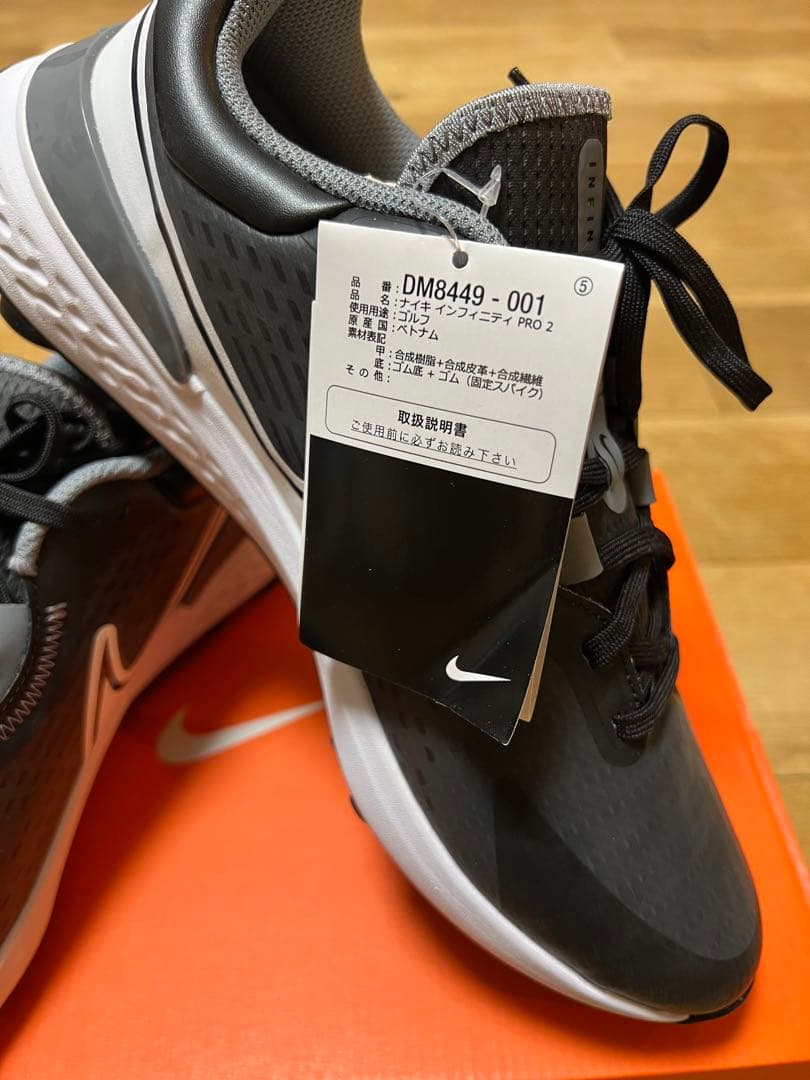 INFIN
⑤
品番：DM8449 - 001
品名：ナイキ インフィニティ PRO 2
使用用途：ゴルフ
原産国：ベトナム
素材表記
甲：合成樹脂+合成皮革+合成繊維
底：ゴム底 + ゴム（固定スパイク）
その他：
取扱説明書
ご使用前に必ずお読み下さい